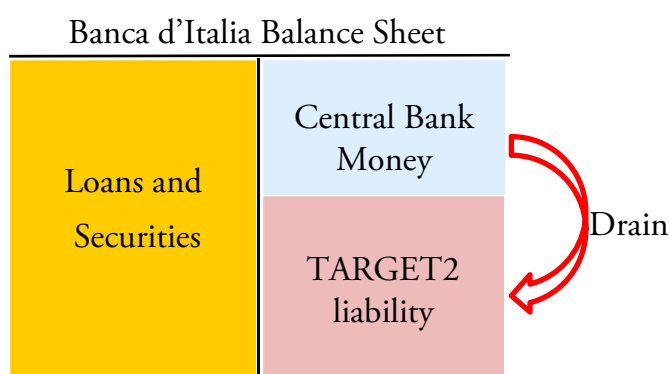 Banca d’Italia Balance Sheet
Central Bank
Money
Loans and
Securities
Drain
TARGET2
liability